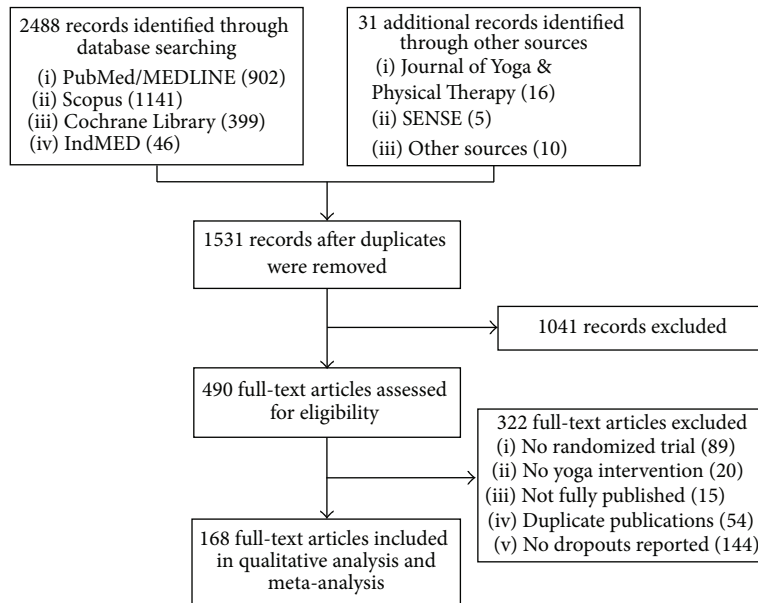 2488 records identified through
database searching
(i) PubMed/MEDLINE (902)
(ii) Scopus (1141)
(iii) Cochrane Library (399)
(iv) IndMED (46)
31 additional records identified
through other sources
(i) Journal of Yoga &
Physical Therapy (16)
(ii) SENSE (5)
(iii) Other sources (10)
1531 records after duplicates
were removed
1041 records excluded
490 full-text articles assessed
for eligibility
322 full-text articles excluded
(i) No randomized trial (89)
(ii) No yoga intervention (20)
(iii) Not fully published (15)
(iv) Duplicate publications (54)
(v) No dropouts reported (144)
168 full-text articles included
in qualitative analysis and
meta-analysis